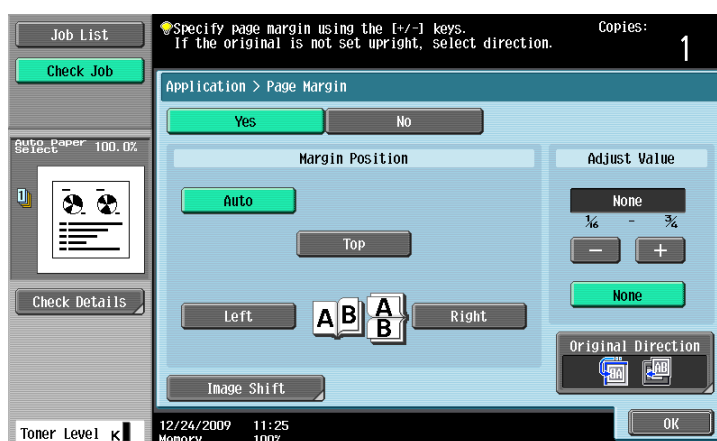 Job List
Check Job
Auto Paper
Select 100.0%
1
Check Details
Toner Level K
Specify page margin using the [+/-] keys.
If the original is not set upright, select direction.
Copies:
1
Application > Page Margin
Yes No
Margin Position
Auto
Top
Left
A B
A
B
Right
Image Shift
Adjust Value
None
1/16 - 3/4
− +
None
Original Direction
BA AB
12/24/2009 11:25
Memory 100%
OK